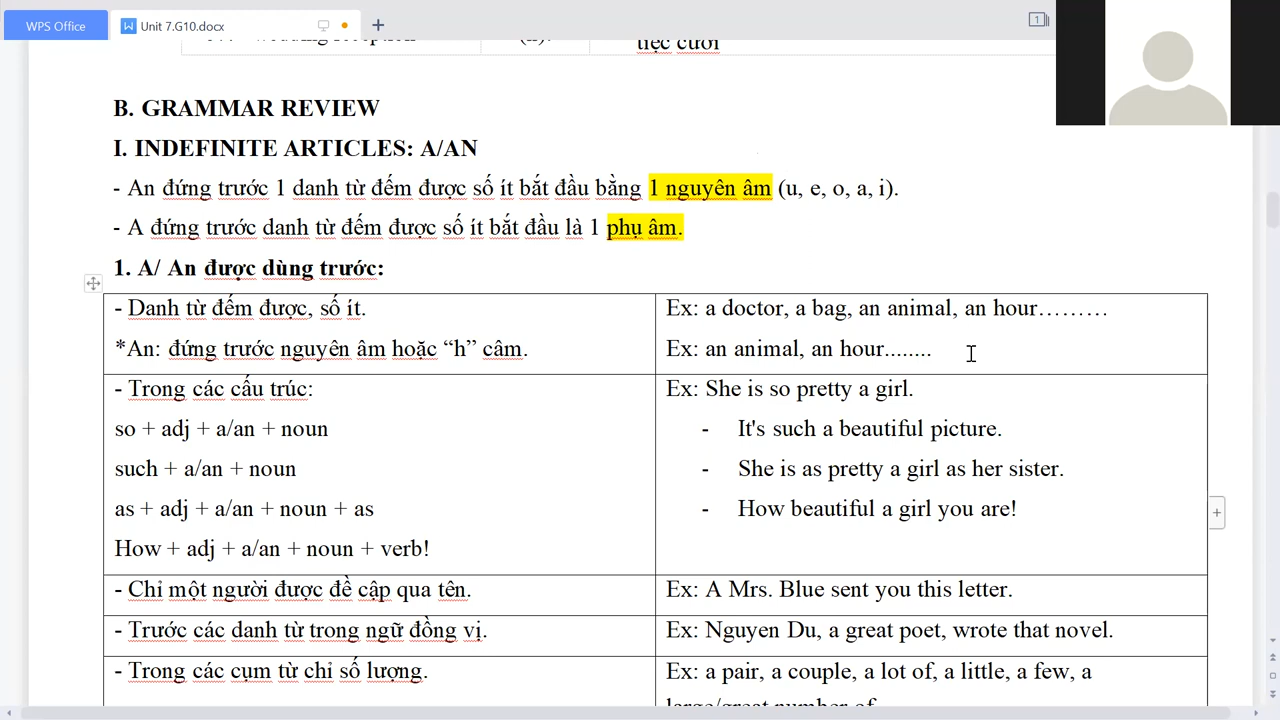 WPS Office
Unit 7.G10.docx
1
tiệc cưới
B. GRAMMAR REVIEW
I. INDEFINITE ARTICLES: A/AN
- An đứng trước 1 danh từ đếm được số ít bắt đầu bằng 1 nguyên âm (u, e, o, a, i).
- A đứng trước danh từ đếm được số ít bắt đầu là 1 phụ âm.
1. A/ An được dùng trước:
- Danh từ đếm được, số ít.
*An: đứng trước nguyên âm hoặc “h” câm.
Ex: a doctor, a bag, an animal, an hour………
Ex: an animal, an hour........
- Trong các cấu trúc:
so + adj + a/an + noun
such + a/an + noun
as + adj + a/an + noun + as
How + adj + a/an + noun + verb!
Ex: She is so pretty a girl.
- It's such a beautiful picture.
- She is as pretty a girl as her sister.
- How beautiful a girl you are!
- Chỉ một người được đề cập qua tên.
Ex: A Mrs. Blue sent you this letter.
- Trước các danh từ trong ngữ đồng vị.
Ex: Nguyen Du, a great poet, wrote that novel.
- Trong các cụm từ chỉ số lượng.
Ex: a pair, a couple, a lot of, a little, a few, a
large/great number of